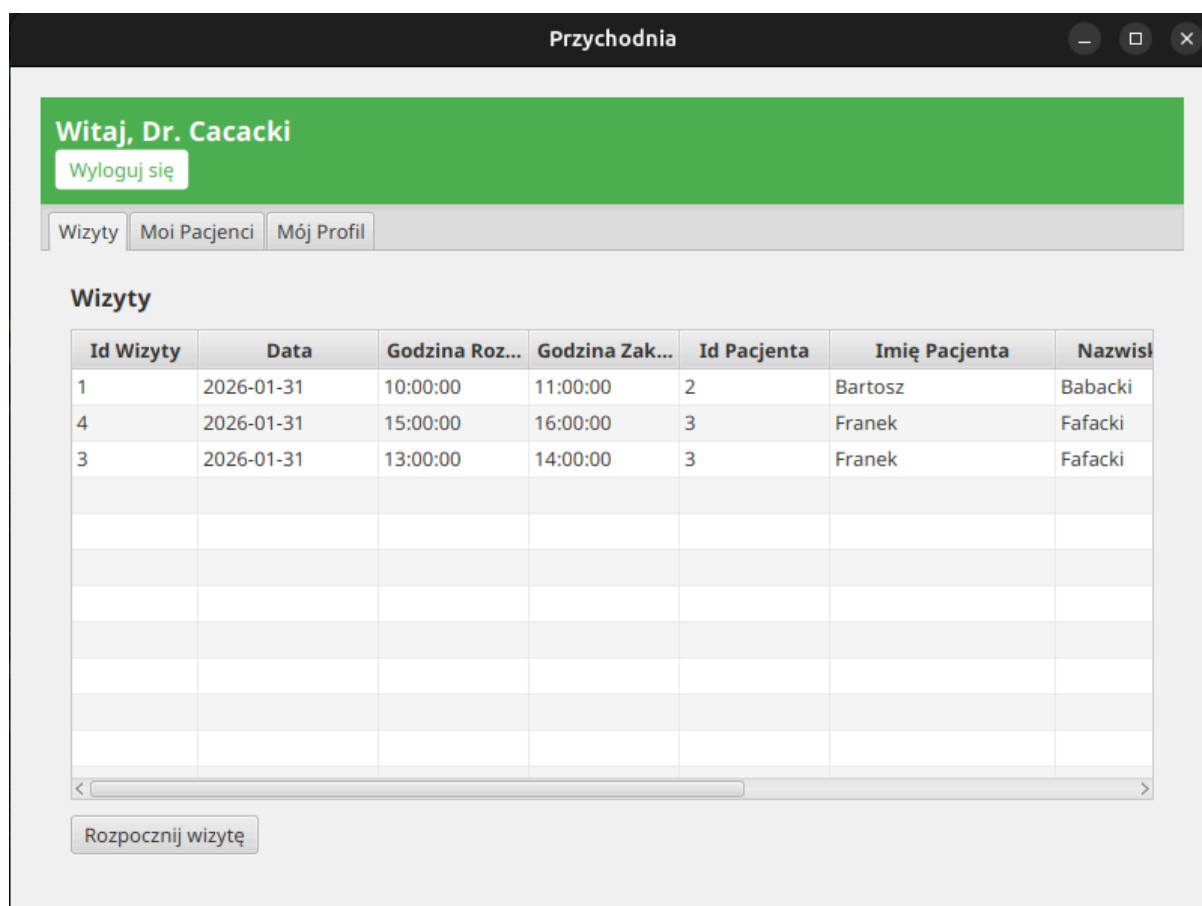 Przychodnia
Witaj, Dr. Cacacki
Wyloguj się
Wizyty Moi Pacjenci Mój Profil
Wizyty
Id Wizyty Data Godzina Roz... Godzina Zak... Id Pacjenta Imię Pacjenta Nazwisk
1 2026-01-31 10:00:00 11:00:00 2 Bartosz Babacki
4 2026-01-31 15:00:00 16:00:00 3 Franek Fafacki
3 2026-01-31 13:00:00 14:00:00 3 Franek Fafacki
Rozpocznij wizytę